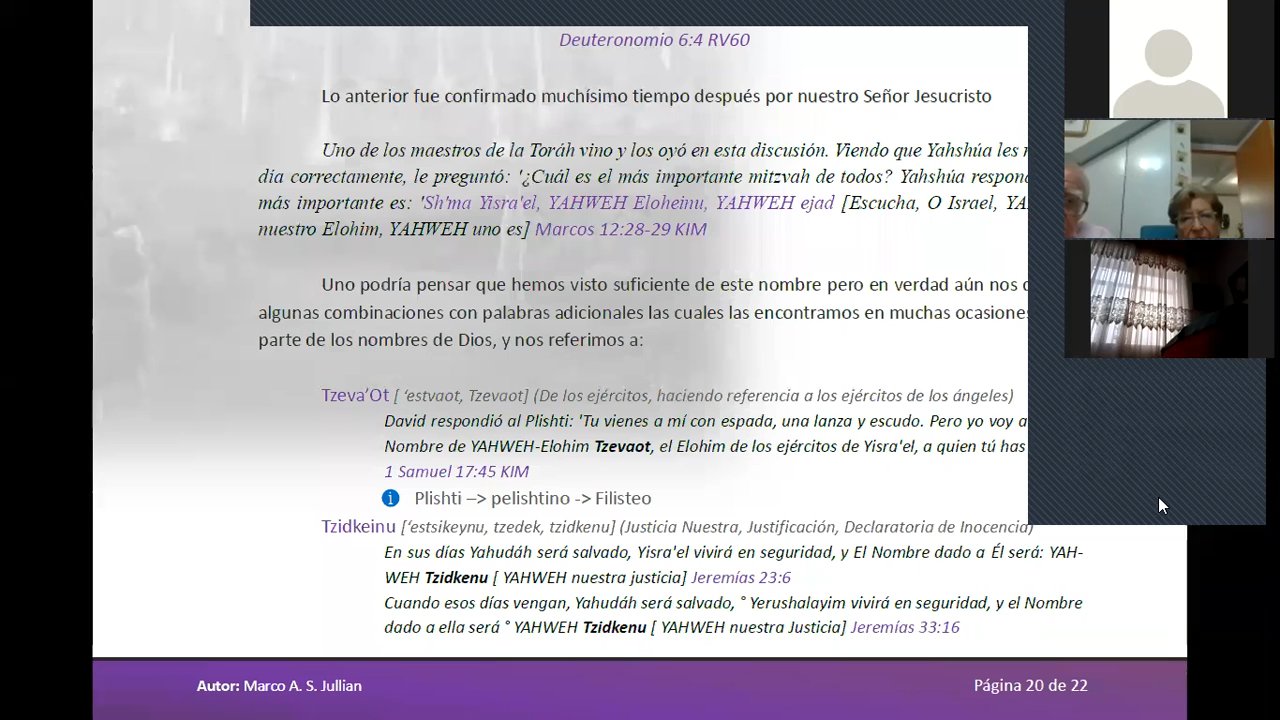 Deuteronomio 6:4 RV60
Lo anterior fue confirmado muchísimo tiempo después por nuestro Señor Jesucristo
Uno de los maestros de la Toráh vino y los oyó en esta discusión. Viendo que Yahshúa les
dia correctamente, le preguntó: '¿Cuál es el más importante mitzvah de todos? Yahshúa
más importante es: 'Sh'ma Yisra'el, YAHWEH Eloheinu, YAHWEH ejad [Escucha, O Israel,
nuestro Elohim, YAHWEH uno es] Marcos 12:28-29 KIM
Uno podría pensar que hemos visto suficiente de este nombre pero en verdad aún nos
algunas combinaciones con palabras adicionales las cuales las encontramos en muchas ocasiones
parte de los nombres de Dios, y nos referimos a:
Tzeva’Ot [ ‘estvaot, Tzevaot] (De los ejércitos, haciendo referencia a los ejércitos de los ángeles)
David respondió al Plishti: 'Tu vienes a mí con espada, una lanza y escudo. Pero yo voy a
Nombre de YAHWEH-Elohim Tzevaot, el Elohim de los ejércitos de Yisra'el, a quien tú has
1 Samuel 17:45 KIM
Plishti –> pelishtino -> Filisteo
Tzidkeinu [‘estsikeynu, tzedek, tzidkenu] (Justicia Nuestra, Justificación, Declaratoria de Inocencia)
En sus días Yahudáh será salvado, Yisra'el vivirá en seguridad, y El Nombre dado a Él será: YAH-
WEH Tzidkenu [ YAHWEH nuestra justicia] Jeremías 23:6
Cuando esos días vengan, Yahudáh será salvado, ° Yerushalayim vivirá en seguridad, y el Nombre
dado a ella será ° YAHWEH Tzidkenu [ YAHWEH nuestra Justicia] Jeremías 33:16
Autor: Marco A. S. Jullian
Página 20 de 22